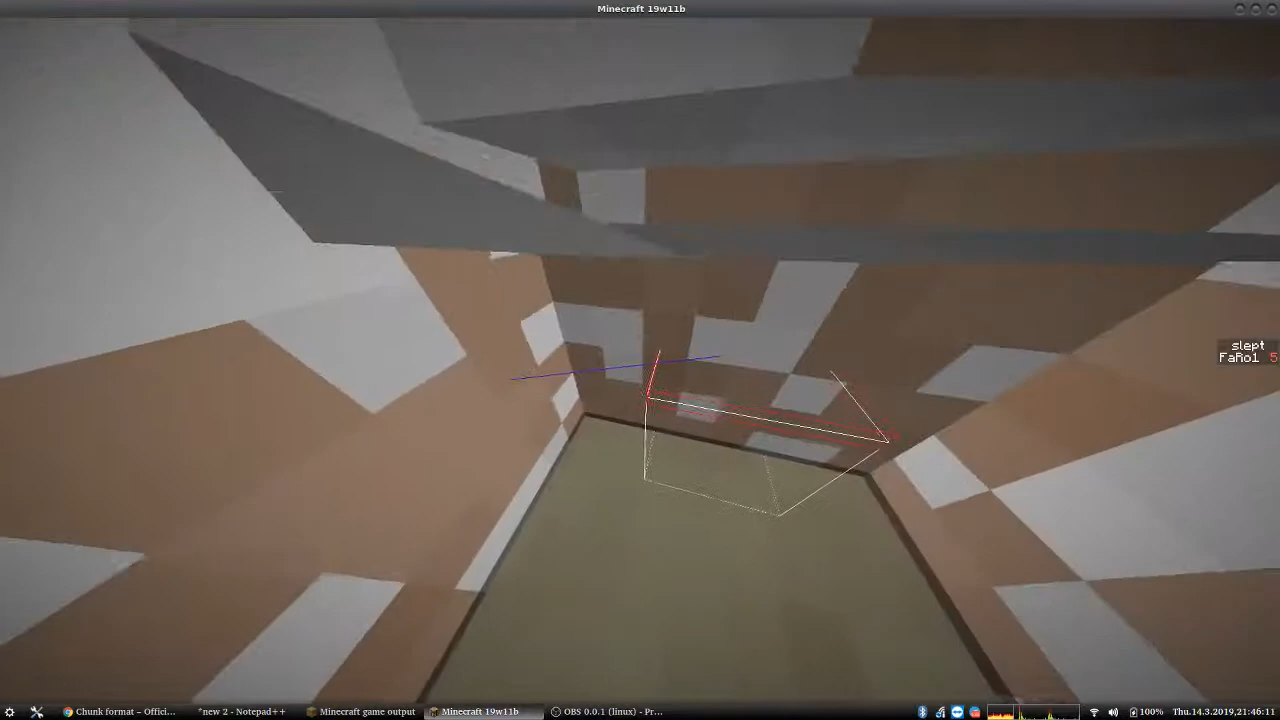 Minecraft 19w11b
slept
FaRo1 5
Chunk format – Offici...
*new 2 - Notepad++
Minecraft game output
Minecraft 19w11b
OBS 0.0.1 (linux) - Pr...
100%
Thu.14.3.2019,21:46:11